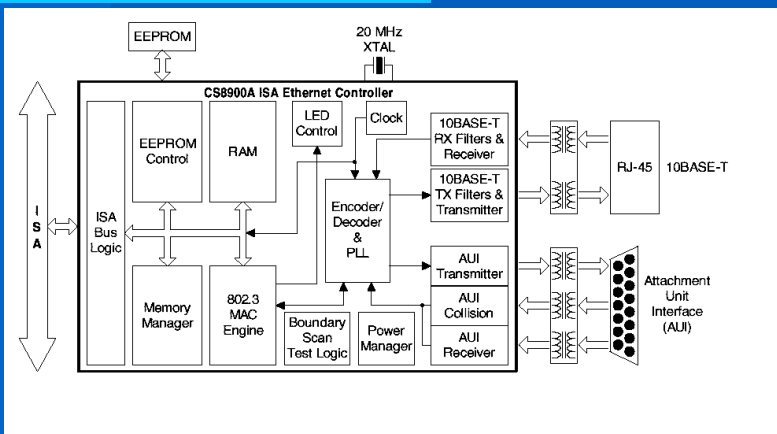 EEPROM
20 MHz
XTAL
CS8900A ISA Ethernet Controller
I
S
A
ISA
Bus
Logic
EEPROM
Control
RAM
LED
Control
Clock
10BASE-T
RX Filters &
Receiver
10BASE-T
TX Filters &
Transmitter
RJ-45
10BASE-T
Encoder/
Decoder
&
PLL
Memory
Manager
802.3
MAC
Engine
Boundary
Scan
Test Logic
Power
Manager
AUI
Transmitter
AUI
Collision
AUI
Receiver
Attachment
Unit
Interface
(AUI)